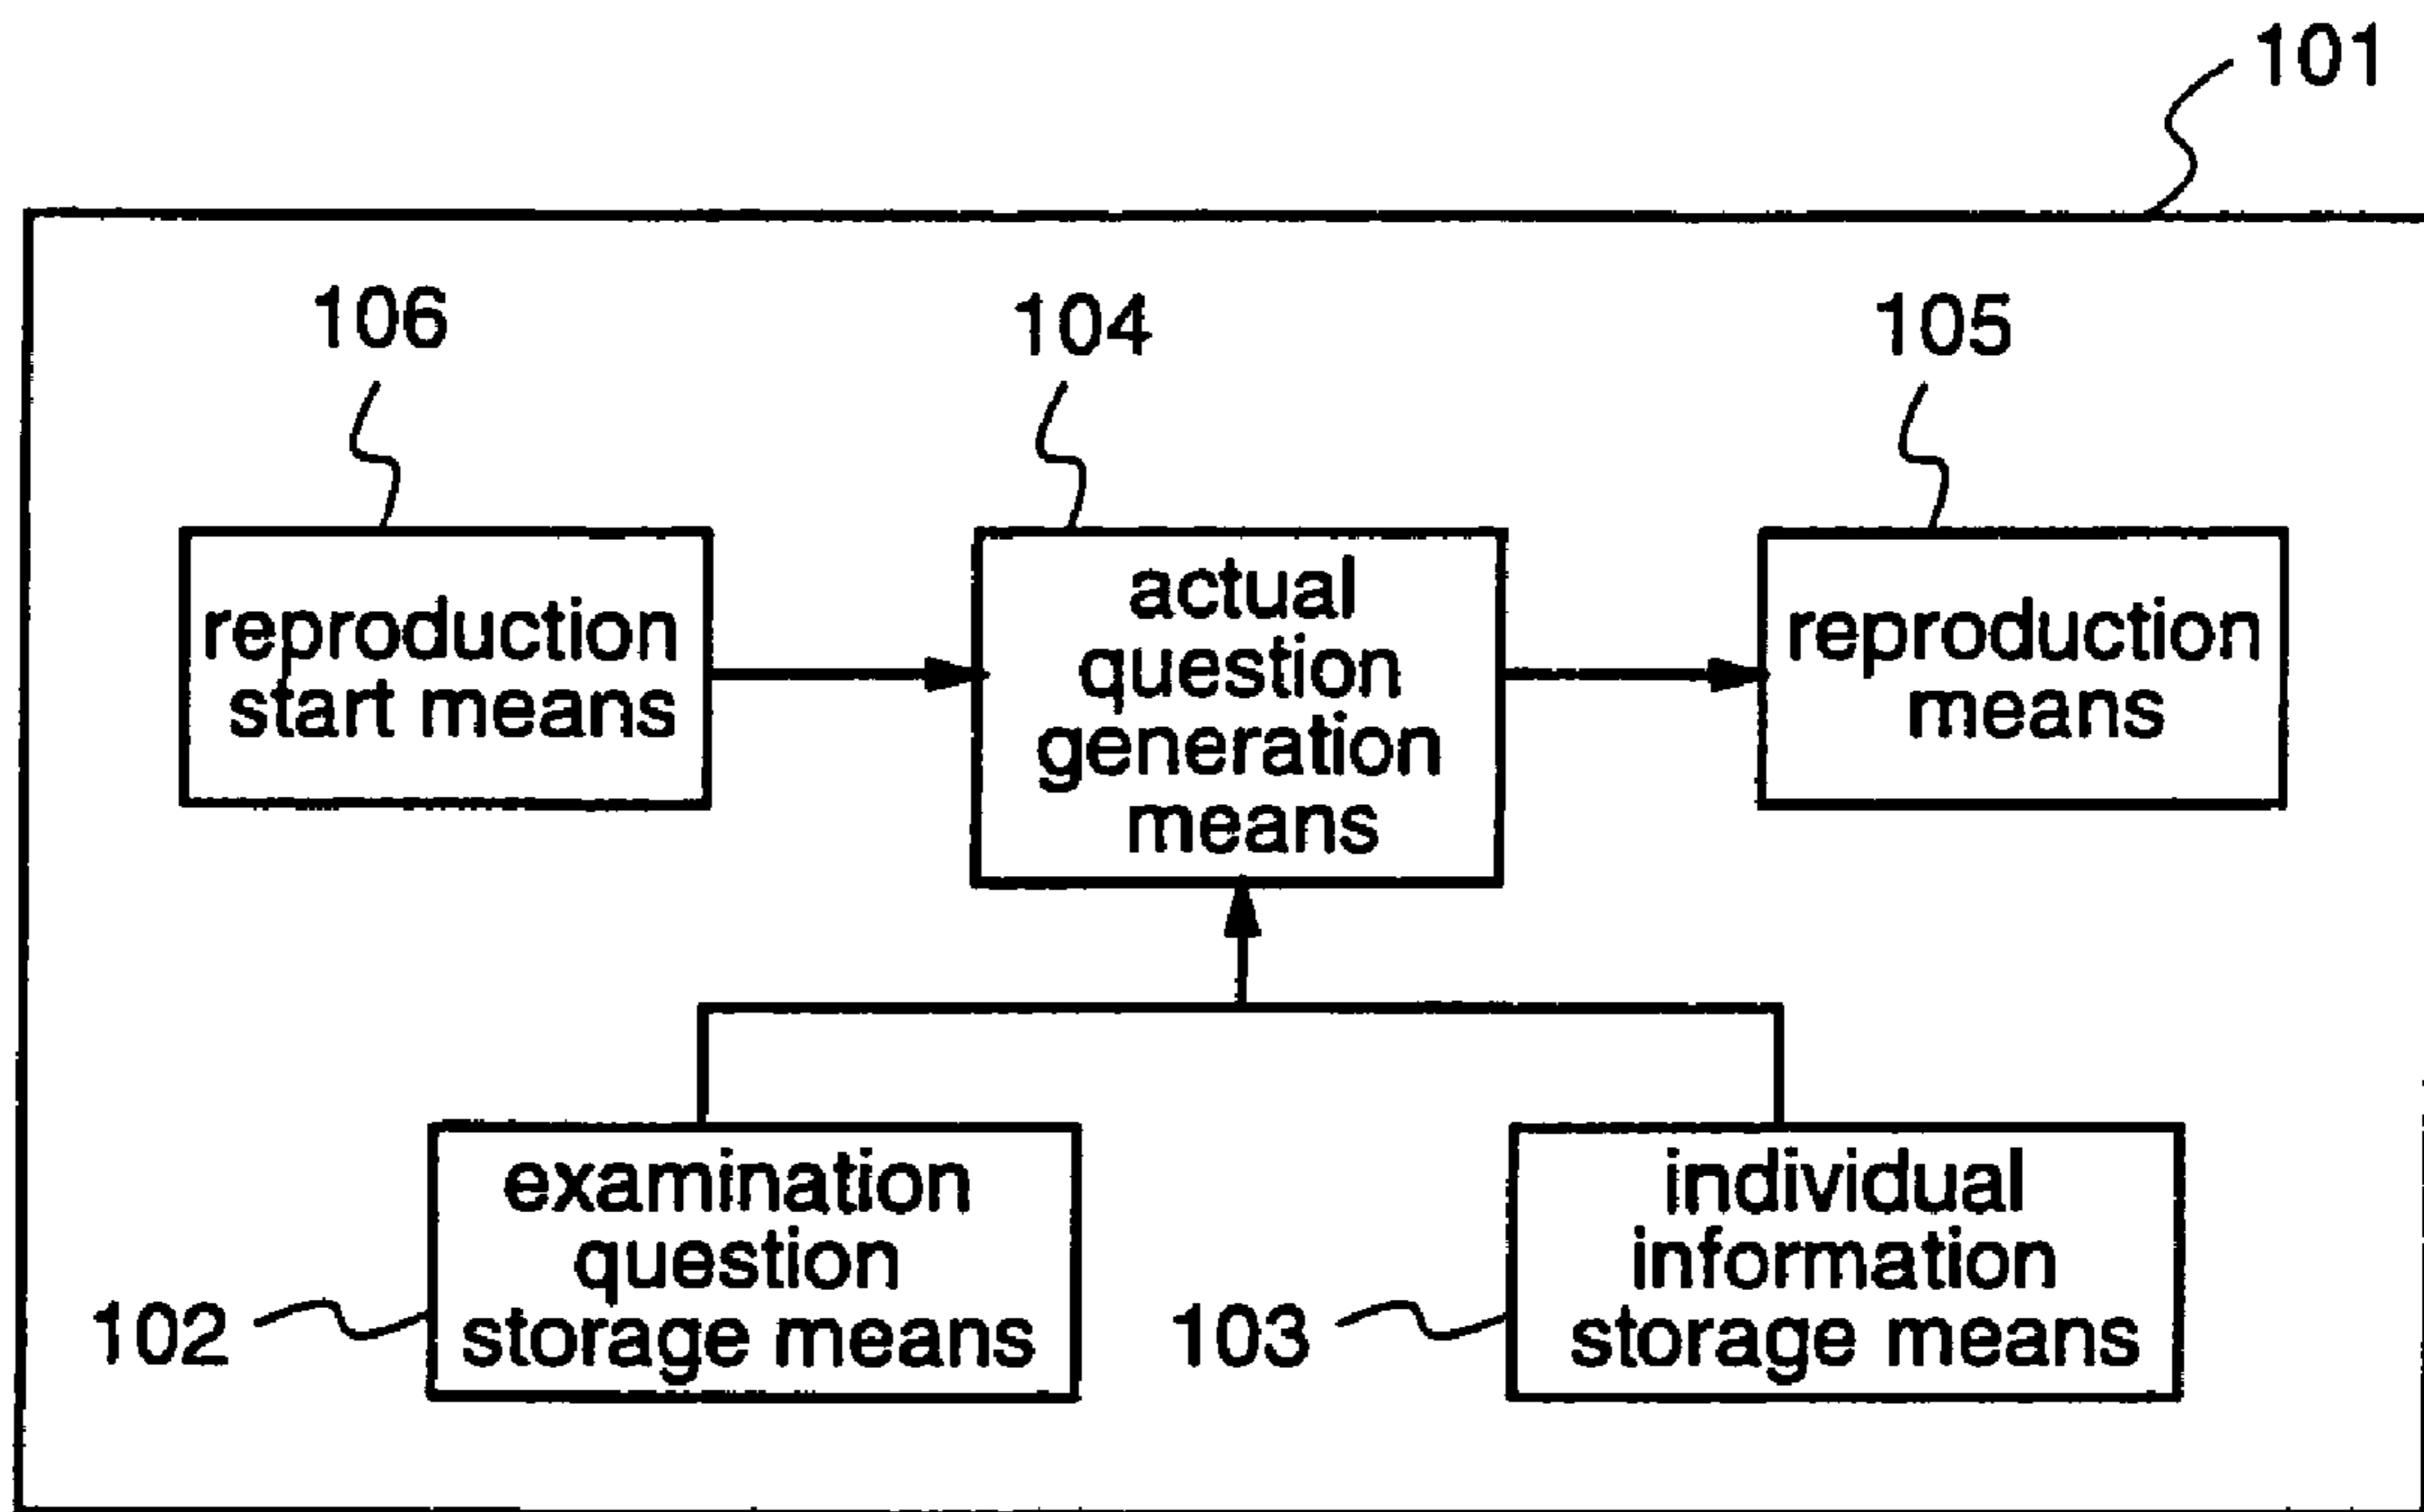 101
106
104
105
reproduction
start means
actual
question
generation
means
reproduction
means
examination
question
storage means
102
individual
information
storage means
103